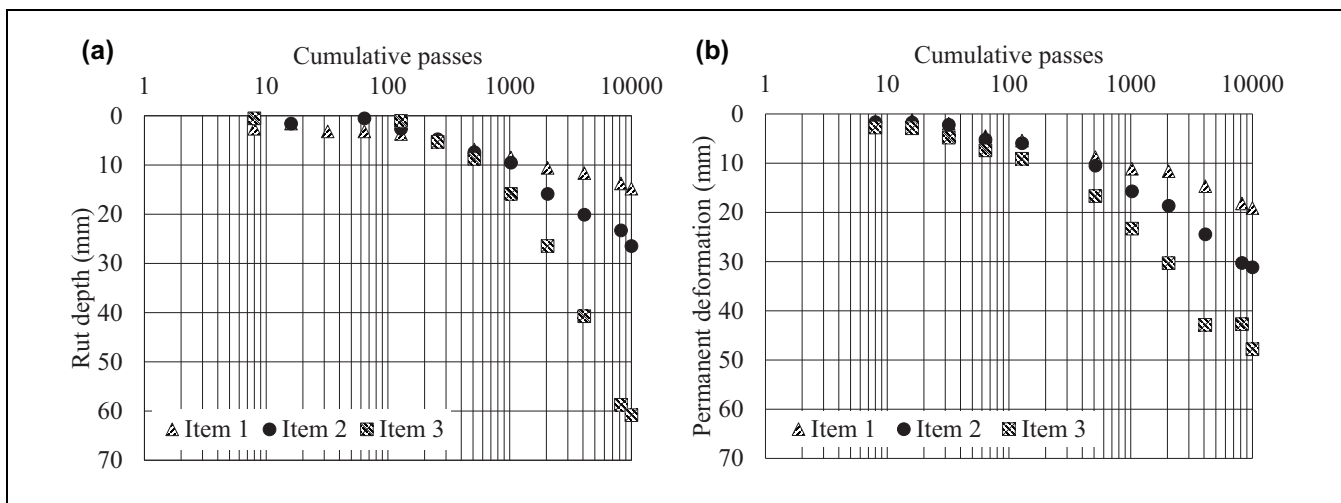 (a)
Cumulative passes
1 10 100 1000 10000
0
10
20
30
40
50
60
70
Rut depth (mm)
Item 1 Item 2 Item 3
(b)
Cumulative passes
1 10 100 1000 10000
0
10
20
30
40
50
60
70
Permanent deformation (mm)
Item 1 Item 2 Item 3